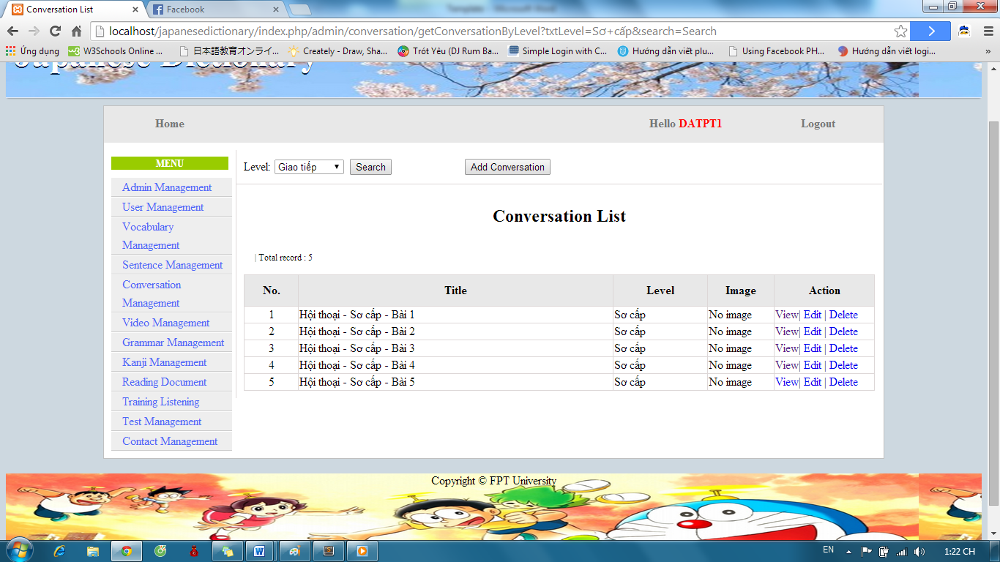 Conversation List
Facebook
localhost/japanesedictionary/index.php/admin/conversation/getConversationByLevel?txtLevel=Sơ+cấp&search=Search
Ứng dụng W3Schools Online ... 日本語教育オンライ... Creately - Draw, Sha... Trót Yêu (DJ Rum Ba... Simple Login with C... Hướng dẫn viết plu... Using Facebook PH... Hướng dẫn viết logi... »
Japanese Dictionary
Home Hello DATPT1 Logout
MENU
Admin Management
User Management
Vocabulary
Management
Sentence Management
Conversation
Management
Video Management
Grammar Management
Kanji Management
Reading Document
Training Listening
Test Management
Contact Management
Level: Giao tiếp Search Add Conversation
Conversation List
| Total record : 5
No. Title Level Image Action
1 Hội thoại - Sơ cấp - Bài 1 Sơ cấp No image View| Edit | Delete
2 Hội thoại - Sơ cấp - Bài 2 Sơ cấp No image View| Edit | Delete
3 Hội thoại - Sơ cấp - Bài 3 Sơ cấp No image View| Edit | Delete
4 Hội thoại - Sơ cấp - Bài 4 Sơ cấp No image View| Edit | Delete
5 Hội thoại - Sơ cấp - Bài 5 Sơ cấp No image View| Edit | Delete
Copyright © FPT University
EN 1:22 CH